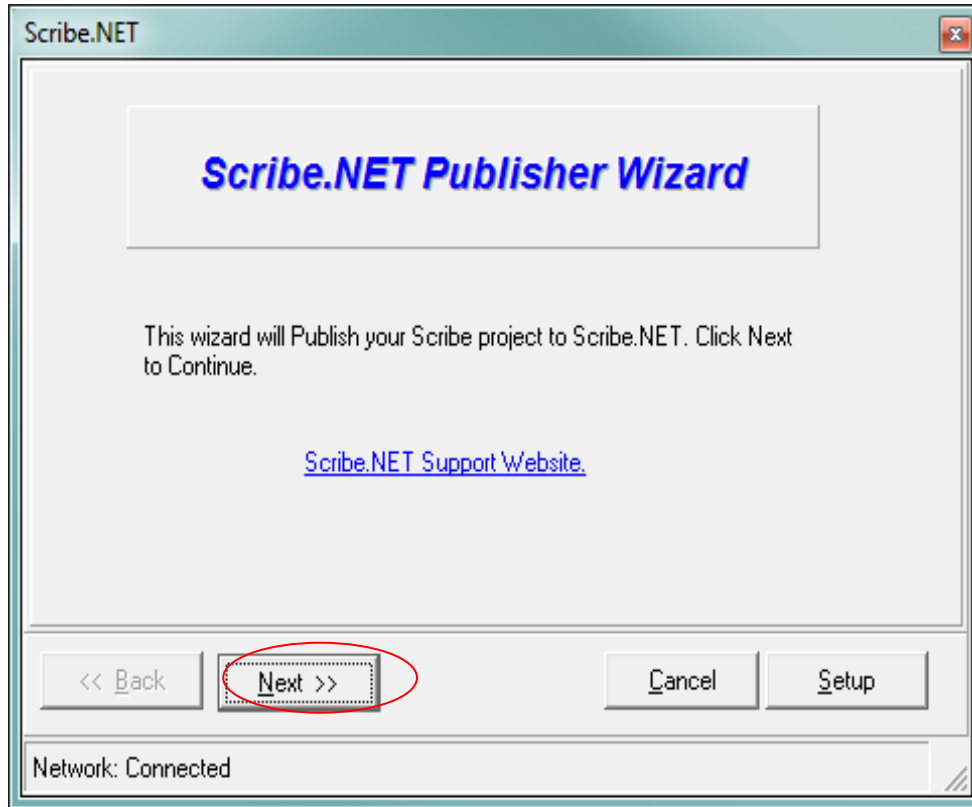 Scribe.NET
Scribe.NET Publisher Wizard
This wizard will Publish your Scribe project to Scribe.NET. Click Next
to Continue.
Scribe.NET Support Website.
<< Back
Next >>
Cancel
Setup
Network: Connected